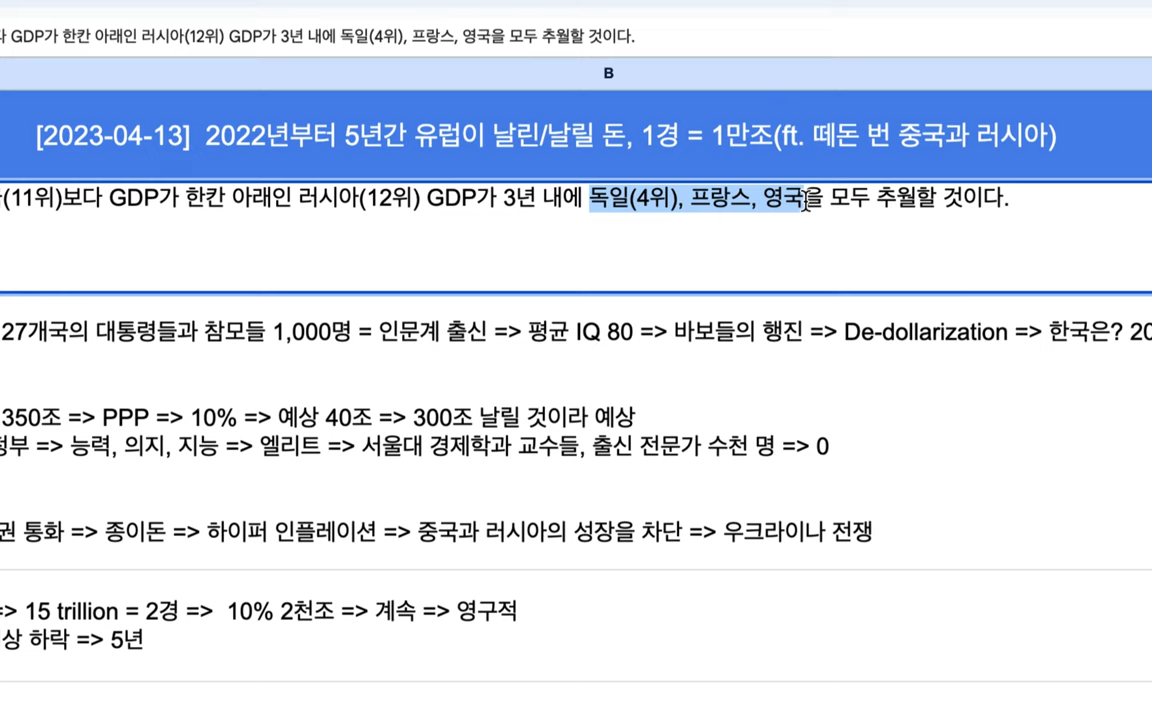 GDP가 한칸 아래인 러시아(12위) GDP가 3년 내에 독일(4위), 프랑스, 영국을 모두 추월할 것이다.
B
[2023-04-13] 2022년부터 5년간 유럽이 날린/날릴 돈, 1경 = 1만조(ft. 떼돈 번 중국과 러시아)
(11위)보다 GDP가 한칸 아래인 러시아(12위) GDP가 3년 내에 독일(4위), 프랑스, 영국을 모두 추월할 것이다.
27개국의 대통령들과 참모들 1,000명 = 인문계 출신 => 평균 IQ 80 => 바보들의 행진 => De-dollarization => 한국은? 20
350조 => PPP => 10% => 예상 40조 => 300조 날릴 것이라 예상
정부 => 능력, 의지, 지능 => 엘리트 => 서울대 경제학과 교수들, 출신 전문가 수천 명 => 0
권 통화 => 종이돈 => 하이퍼 인플레이션 => 중국과 러시아의 성장을 차단 => 우크라이나 전쟁
=> 15 trillion = 2경 => 10% 2천조 => 계속 => 영구적
상 하락 => 5년